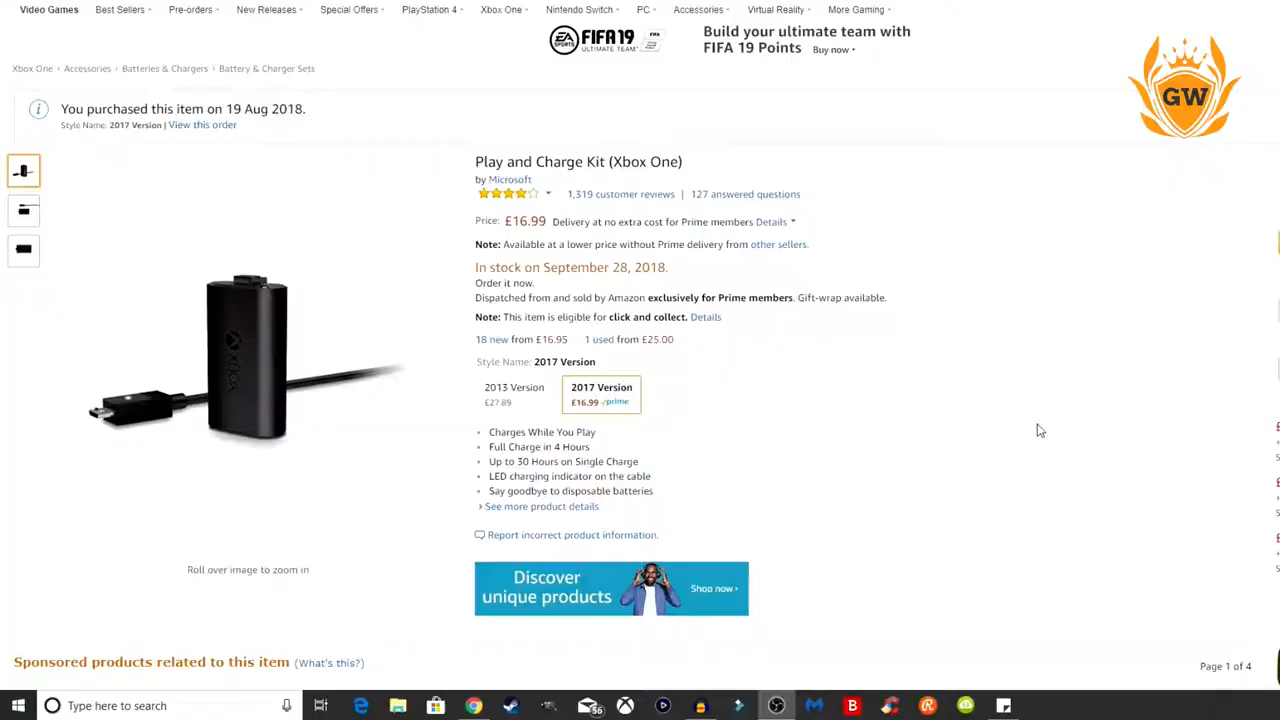 Video Games Best Sellers Pre-orders New Releases Special Offers PlayStation 4 Xbox One Nintendo Switch PC Accessories Virtual Reality More Gaming
EA SPORTS FIFA19 ULTIMATE TEAM FIFA
Build your ultimate team with
FIFA 19 Points Buy now
GW
Xbox One › Accessories › Batteries & Chargers › Battery & Charger Sets
You purchased this item on 19 Aug 2018.
Style Name: 2017 Version | View this order
Play and Charge Kit (Xbox One)
by Microsoft
1,319 customer reviews | 127 answered questions
Price: £16.99 Delivery at no extra cost for Prime members Details
Note: Available at a lower price without Prime delivery from other sellers.
In stock on September 28, 2018.
Order it now.
Dispatched from and sold by Amazon exclusively for Prime members. Gift-wrap available.
Note: This item is eligible for click and collect. Details
18 new from £16.95 1 used from £25.00
Style Name: 2017 Version
2013 Version
£27.89
2017 Version
£16.99 prime
XBOX
• Charges While You Play
• Full Charge in 4 Hours
• Up to 30 Hours on Single Charge
• LED charging indicator on the cable
• Say goodbye to disposable batteries
› See more product details
Report incorrect product information.
Roll over image to zoom in
Discover
unique products
Shop now ›
Sponsored products related to this item (What's this?)
Page 1 of 4
Type here to search
56
B